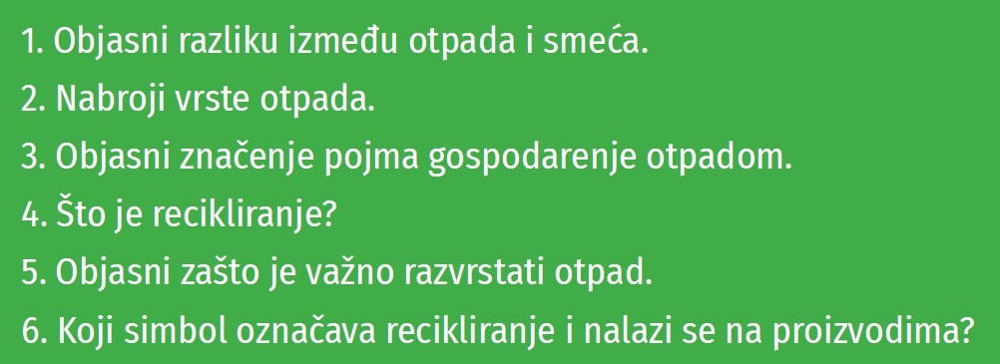 1. Objasni razliku između otpada i smeća.
2. Nabroji vrste otpada.
3. Objasni značenje pojma gospodarenje otpadom.
4. Što je recikliranje?
5. Objasni zašto je važno razvrstati otpad.
6. Koji simbol označava recikliranje i nalazi se na proizvodima?